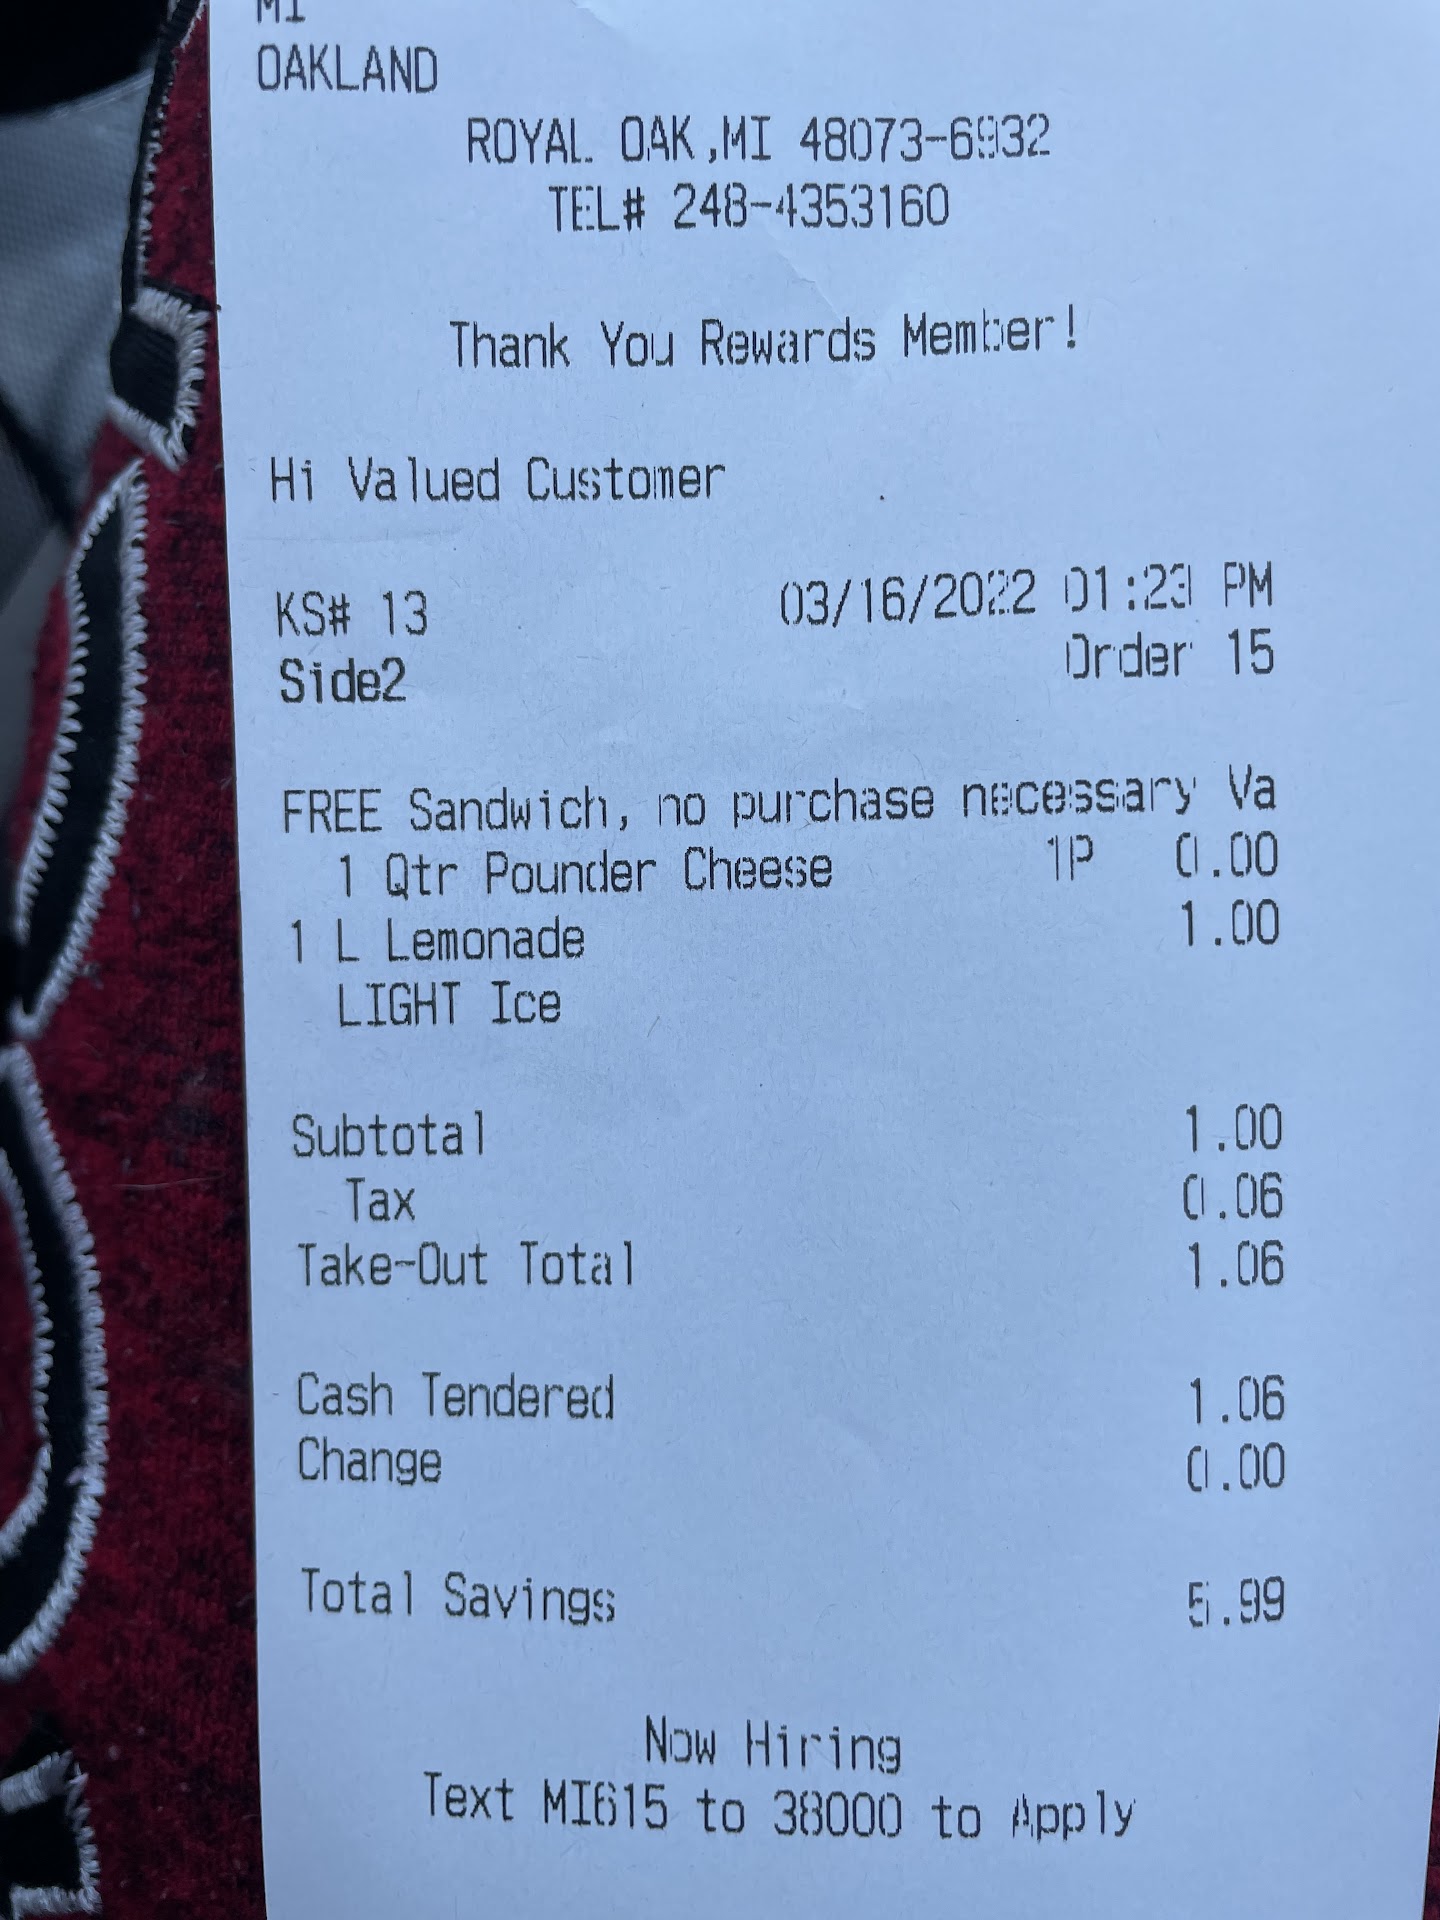 MI
OAKLAND
ROYAL OAK,MI 48073-6932
TEL# 248-4353160
Thank You Rewards Member!
Hi Valued Customer
KS# 13 03/16/2022 01:23 PM
Side2 Order 15
FREE Sandwich, no purchase necessary Va
1 Qtr Pounder Cheese 1P 0.00
1 L Lemonade 1.00
LIGHT Ice
Subtotal 1.00
Tax 0.06
Take-Out Total 1.06
Cash Tendered 1.06
Change 0.00
Total Savings 5.99
Now Hiring
Text MI615 to 38000 to Apply